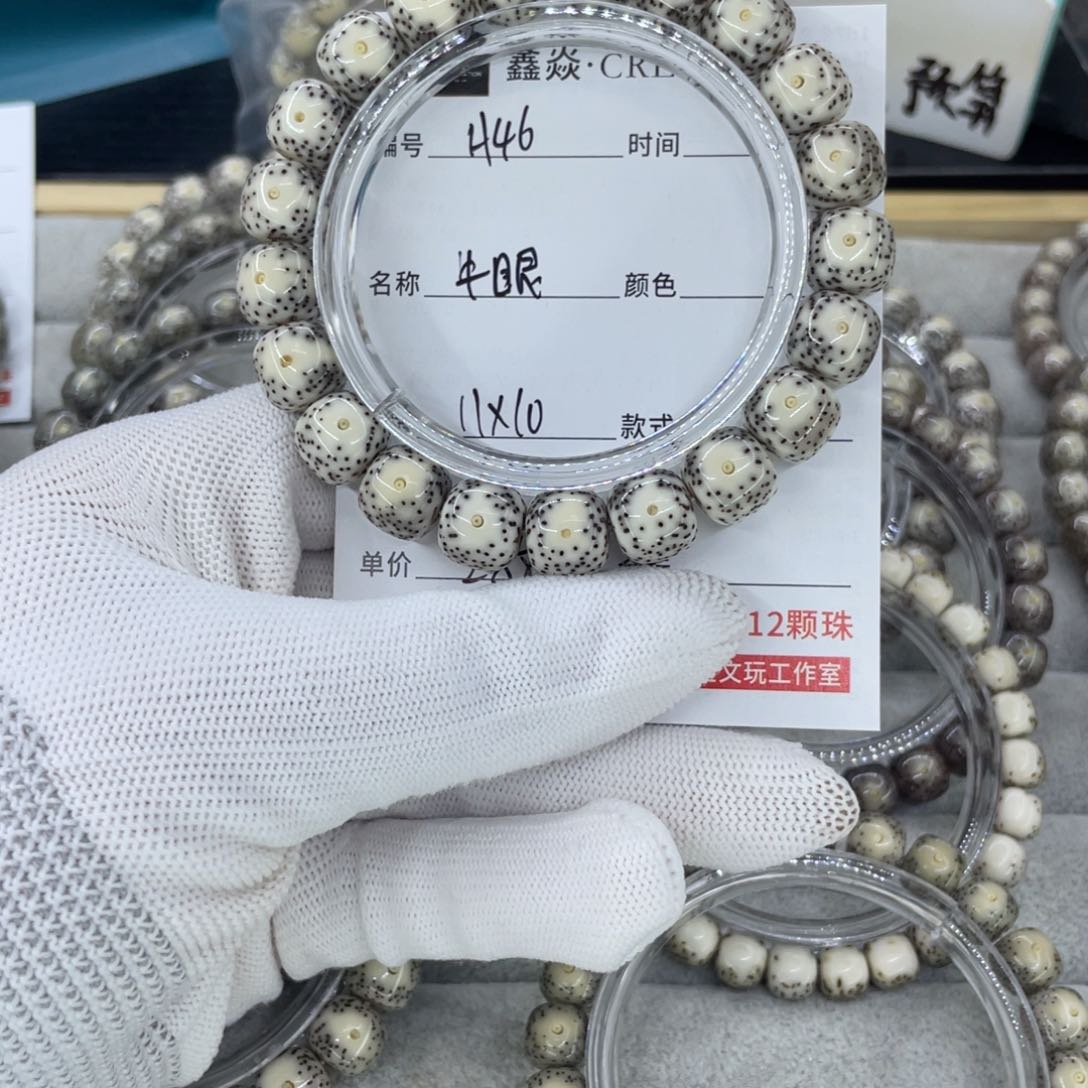 鑫焱·CRE
编号 H46 时间
名称 牛眼 颜色
11X10 款式
单价
12颗珠
文玩工作室